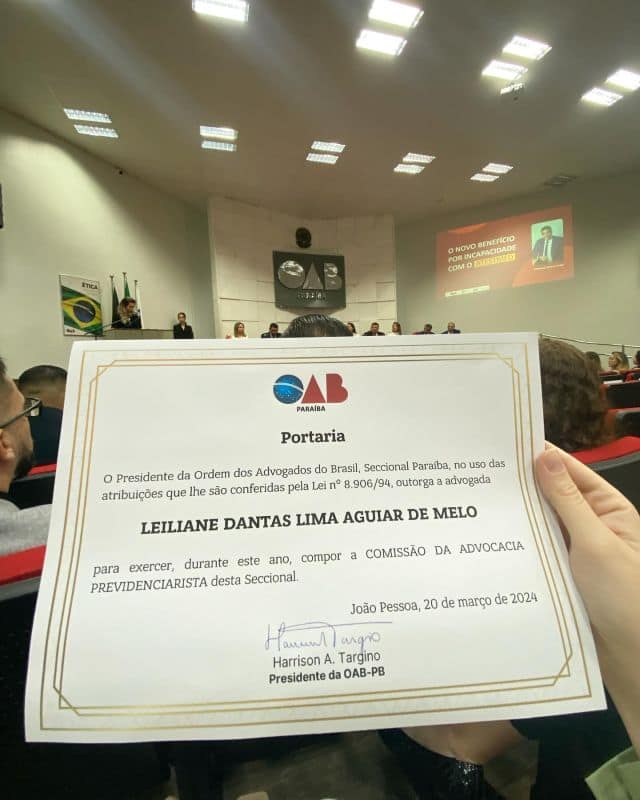 ÉTICA
OAB
O NOVO BENEFÍCIO
POR INCAPACIDADE
COM O
OAB
PARAÍBA
Portaria
O Presidente da Ordem dos Advogados do Brasil, Seccional Paraíba, no uso das
atribuições que lhe são conferidas pela Lei n° 8.906/94, outorga a advogada
LEILIANE DANTAS LIMA AGUIAR DE MELO
para exercer, durante este ano, compor a COMISSÃO DA ADVOCACIA
PREVIDENCIARISTA desta Seccional.
João Pessoa, 20 de março de 2024
Harrison A. Targino
Presidente da OAB-PB